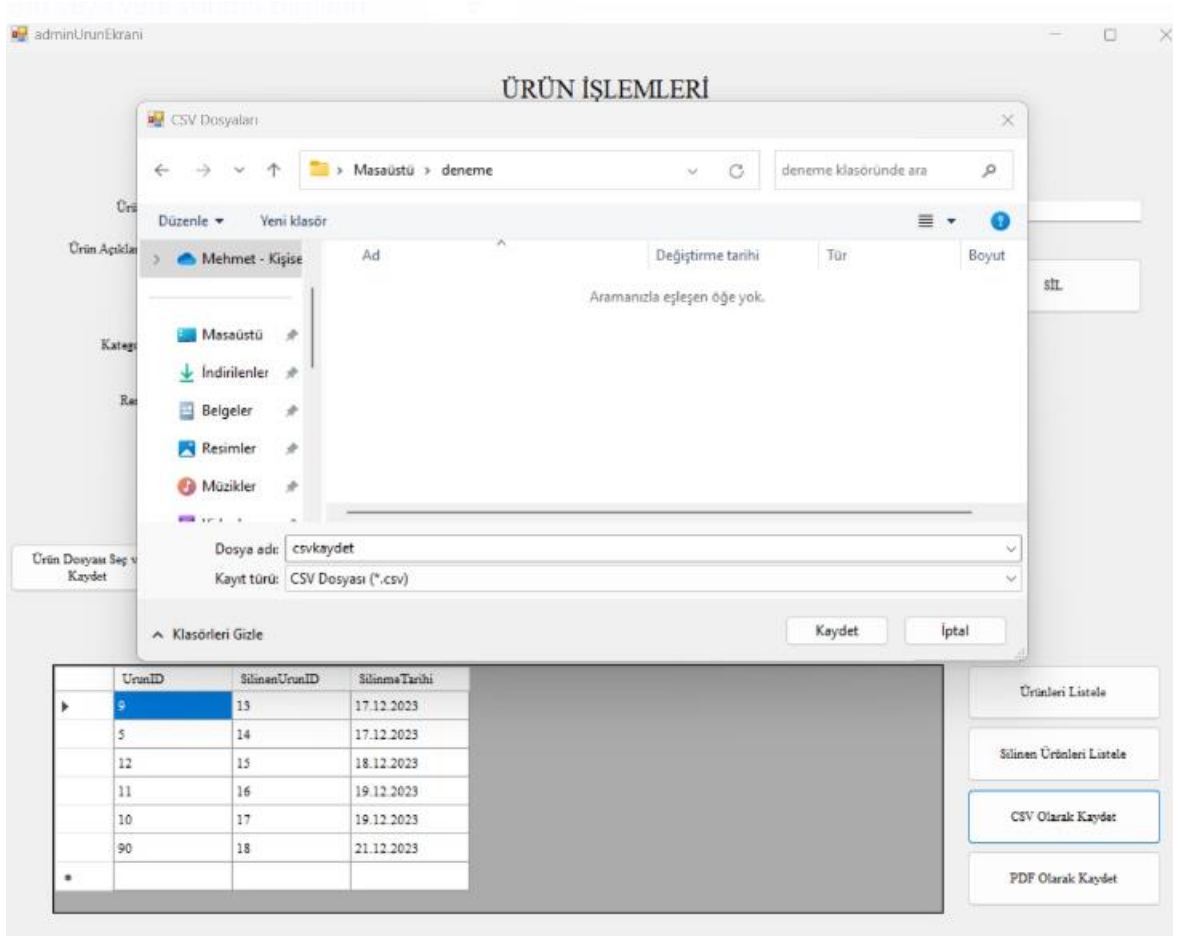 adminUrunEkrani
ÜRÜN İŞLEMLERİ
CSV Dosyaları
Masaüstü > deneme
deneme klasöründe ara
Düzenle
Yeni klasör
Mehmet - Kişise
Ad
Değiştirme tarihi
Tür
Boyut
Aramanızla eşleşen öğe yok.
SİL
Masaüstü
İndirilenler
Belgeler
Resimler
Müzikler
Dosya adı: csvkaydet
Kayıt türü: CSV Dosyası (*.csv)
Ürün Dosyası Seç v
Kaydet
Klasörleri Gizle
Kaydet
İptal
UrunID SilinenUrunID SilinmeTarihi
9 13 17.12.2023
5 14 17.12.2023
12 15 18.12.2023
11 16 19.12.2023
10 17 19.12.2023
90 18 21.12.2023
Ürünleri Listele
Silinen Ürünleri Listele
CSV Olarak Kaydet
PDF Olarak Kaydet